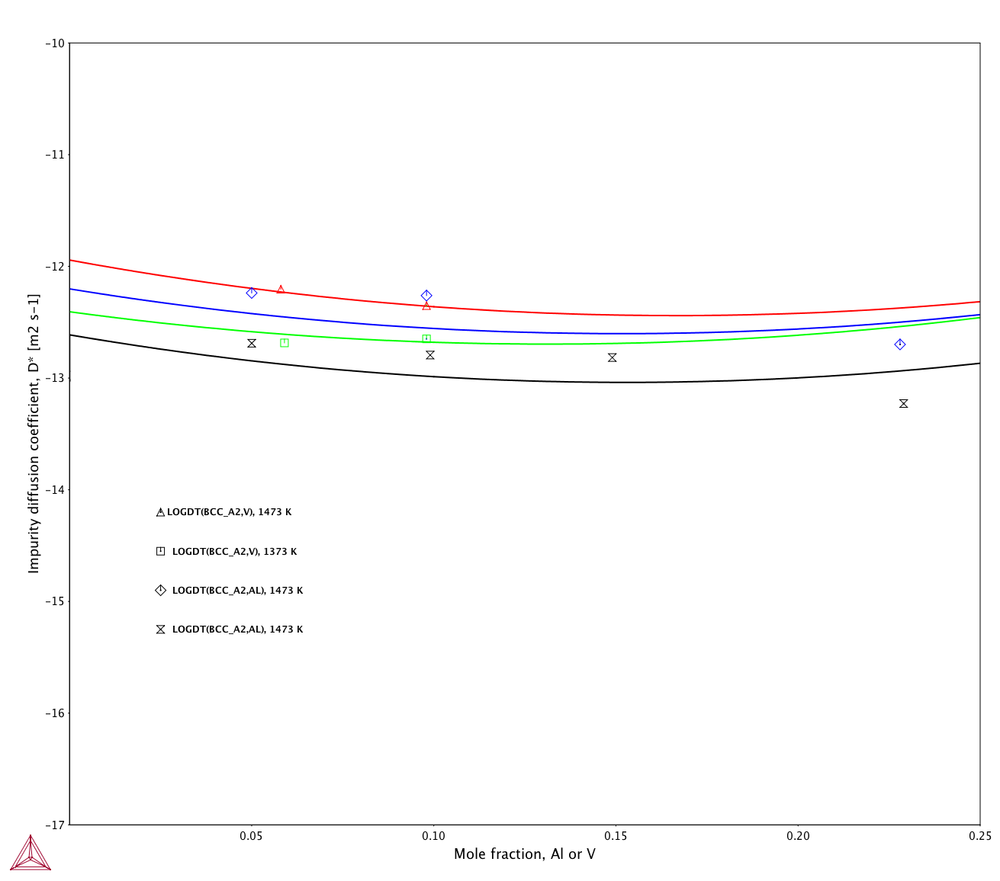 −10
−11
−12
−13
−14
−15
−16
−17
Impurity diffusion coefficient, D* [m2 s−1]
LOGDT(BCC_A2,V), 1473 K
LOGDT(BCC_A2,V), 1373 K
LOGDT(BCC_A2,AL), 1473 K
LOGDT(BCC_A2,AL), 1473 K
0.05 0.10 0.15 0.20 0.25
Mole fraction, Al or V